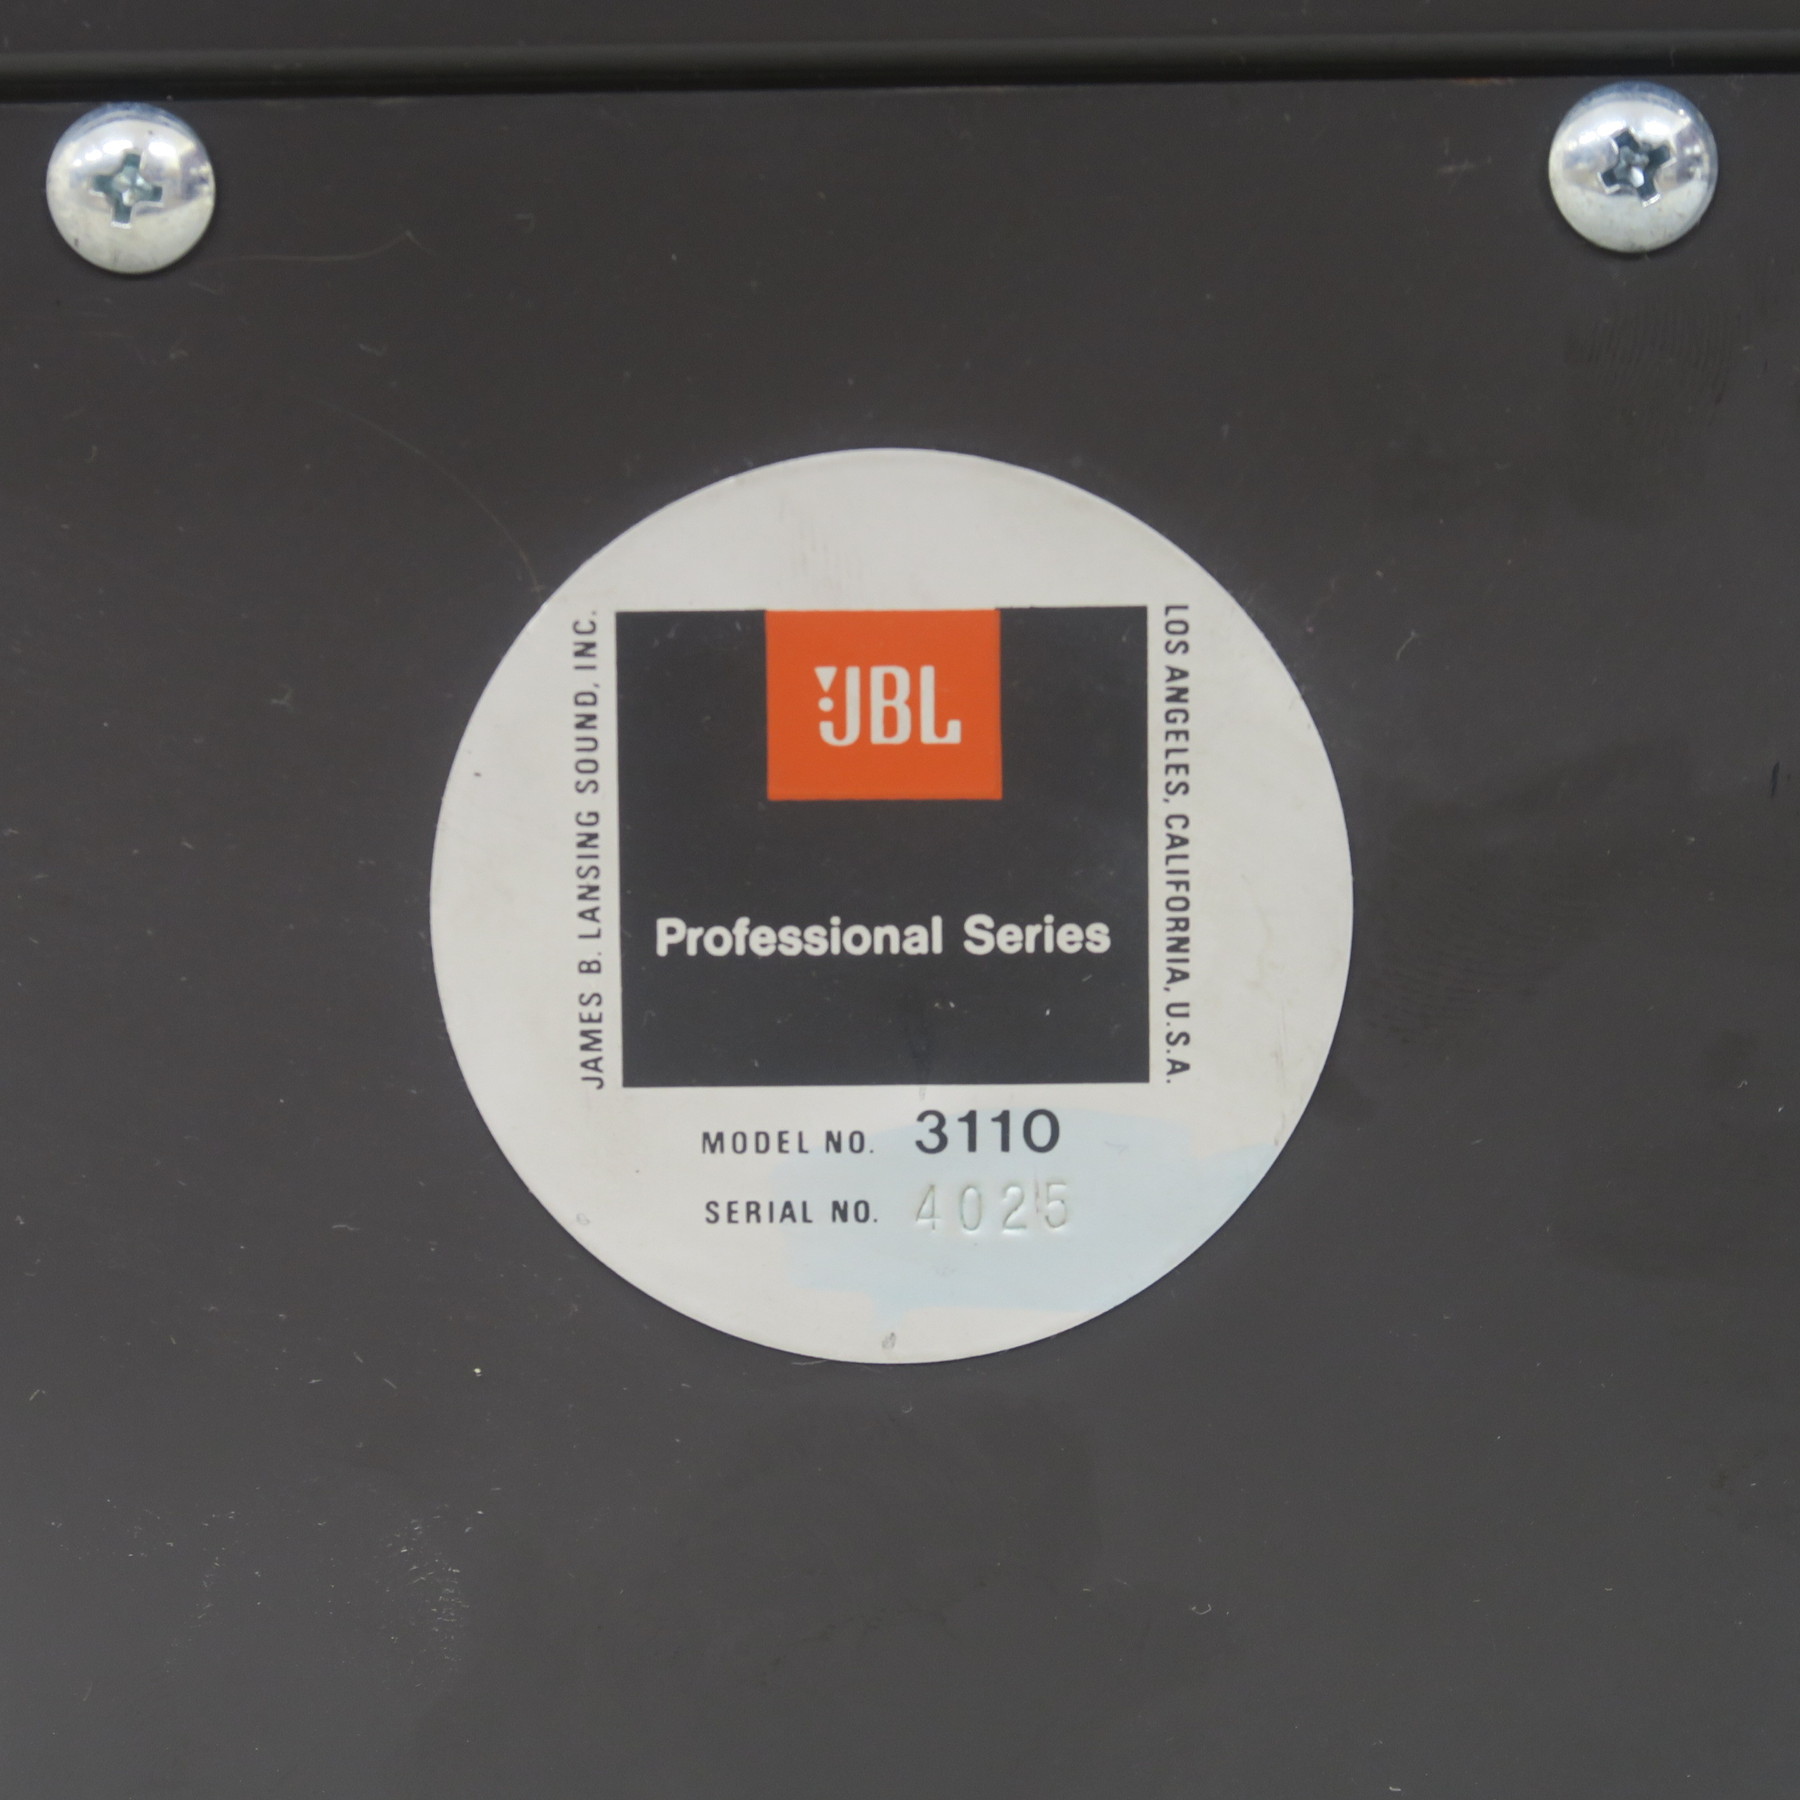 JBL
Professional Series
JAMES B. LANSING SOUND, INC.
LOS ANGELES, CALIFORNIA, U.S.A.
MODEL NO. 3110
SERIAL NO. 4025